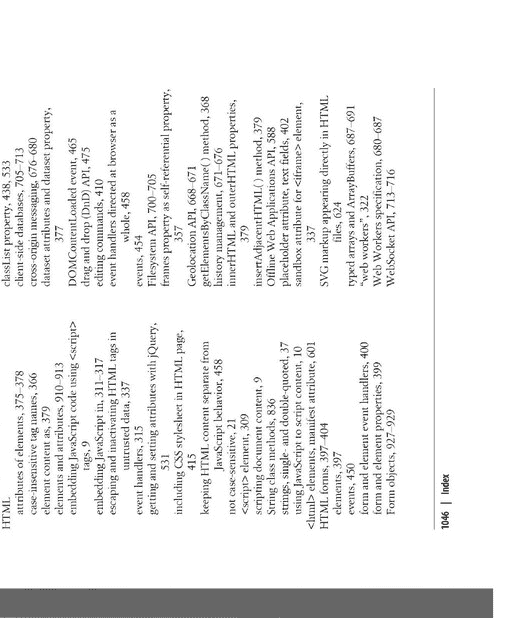 HTML
attributes of elements, 375–378
case-insensitive tag names, 366
element content as, 379
elements and attributes, 910–913
embedding JavaScript code using <script>
tags, 9
embedding JavaScript in, 311–317
escaping and inactivating HTML tags in
untrusted data, 337
event handlers, 315
getting and setting attributes with jQuery,
531
including CSS stylesheet in HTML page,
415
keeping HTML content separate from
JavaScript behavior, 458
not case-sensitive, 21
<script> element, 309
scripting document content, 9
String class methods, 836
strings, single- and double-quoted, 37
using JavaScript to script content, 10
<html> elements, manifest attribute, 601
HTML forms, 397–404
elements, 397
events, 450
form and element event handlers, 400
form and element properties, 399
Form objects, 927–929
classList property, 438, 533
client-side databases, 705–713
cross-origin messaging, 676–680
dataset attributes and dataset property,
377
DOMContentLoaded event, 465
drag and drop (DnD) API, 475
editing commands, 410
event handlers directed at browser as a
whole, 458
events, 454
Filesystem API, 700–705
frames property as self-referential property,
357
Geolocation API, 668–671
getElementsByClassName() method, 368
history management, 671–676
innerHTML and outerHTML properties,
379
insertAdjacentHTML() method, 379
Offline Web Applications API, 588
placeholder attribute, text fields, 402
sandbox attribute for <iframe> element,
337
SVG markup appearing directly in HTML
files, 624
typed arrays and ArrayBuffers, 687–691
"web workers", 322
Web Workers specification, 680–687
WebSocket API, 713–716
1046 | Index